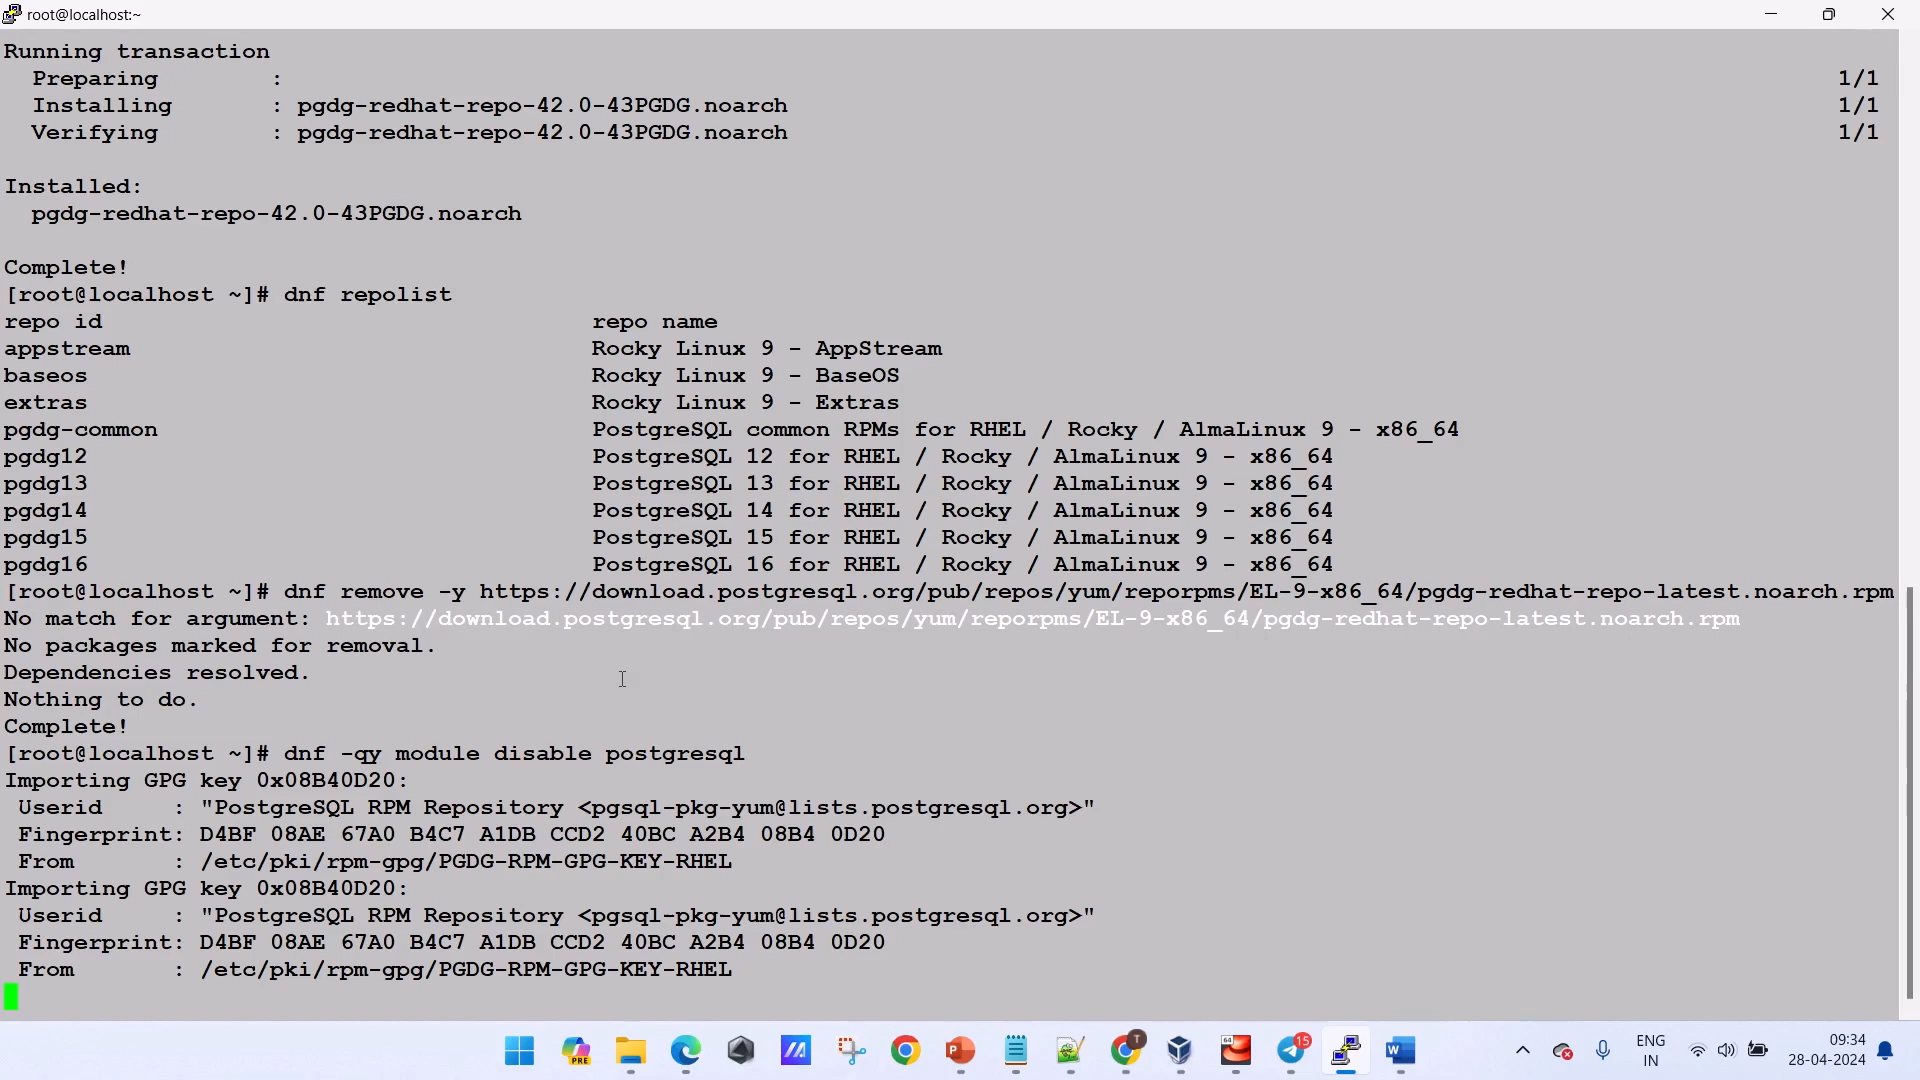 root@localhost:~
Running transaction
Preparing : 1/1
Installing : pgdg-redhat-repo-42.0-43PGDG.noarch 1/1
Verifying : pgdg-redhat-repo-42.0-43PGDG.noarch 1/1
Installed:
pgdg-redhat-repo-42.0-43PGDG.noarch
Complete!
[root@localhost ~]# dnf repolist
repo id repo name
appstream Rocky Linux 9 - AppStream
baseos Rocky Linux 9 - BaseOS
extras Rocky Linux 9 - Extras
pgdg-common PostgreSQL common RPMs for RHEL / Rocky / AlmaLinux 9 - x86_64
pgdg12 PostgreSQL 12 for RHEL / Rocky / AlmaLinux 9 - x86_64
pgdg13 PostgreSQL 13 for RHEL / Rocky / AlmaLinux 9 - x86_64
pgdg14 PostgreSQL 14 for RHEL / Rocky / AlmaLinux 9 - x86_64
pgdg15 PostgreSQL 15 for RHEL / Rocky / AlmaLinux 9 - x86_64
pgdg16 PostgreSQL 16 for RHEL / Rocky / AlmaLinux 9 - x86_64
[root@localhost ~]# dnf remove -y https://download.postgresql.org/pub/repos/yum/reporpms/EL-9-x86_64/pgdg-redhat-repo-latest.noarch.rpm
No match for argument: https://download.postgresql.org/pub/repos/yum/reporpms/EL-9-x86_64/pgdg-redhat-repo-latest.noarch.rpm
No packages marked for removal.
Dependencies resolved.
Nothing to do.
Complete!
[root@localhost ~]# dnf -qy module disable postgresql
Importing GPG key 0x08B40D20:
Userid : "PostgreSQL RPM Repository <pgsql-pkg-yum@lists.postgresql.org>"
Fingerprint: D4BF 08AE 67A0 B4C7 A1DB CCD2 40BC A2B4 08B4 0D20
From : /etc/pki/rpm-gpg/PGDG-RPM-GPG-KEY-RHEL
Importing GPG key 0x08B40D20:
Userid : "PostgreSQL RPM Repository <pgsql-pkg-yum@lists.postgresql.org>"
Fingerprint: D4BF 08AE 67A0 B4C7 A1DB CCD2 40BC A2B4 08B4 0D20
From : /etc/pki/rpm-gpg/PGDG-RPM-GPG-KEY-RHEL
PRE
P
T
64
15
W
ENG
IN
09:34
28-04-2024